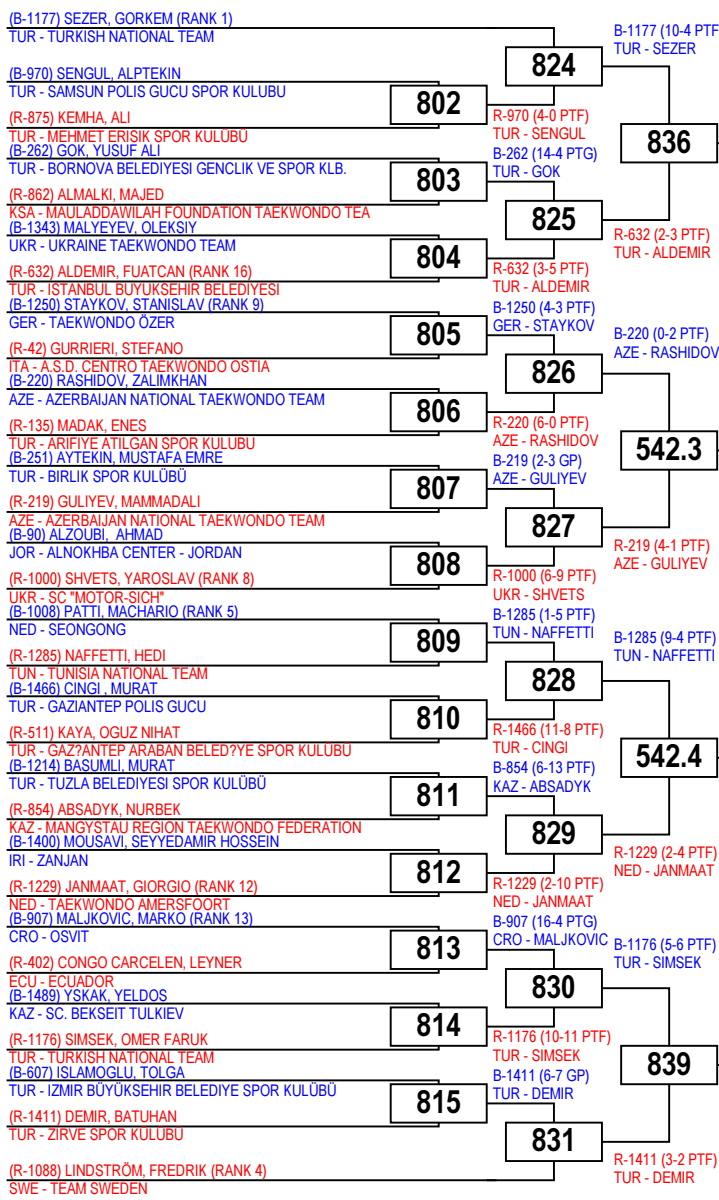 (B-1177) SEZER, GORKEM (RANK 1)
TUR - TURKISH NATIONAL TEAM
(B-970) SENGUL, ALPTEKIN
TUR - SAMSUN POLIS GUCU SPOR KULUBU
(R-875) KEMHA, ALI
TUR - MEHMET ERISIK SPOR KULÜBÜ
(B-262) GOK, YUSUF ALI
TUR - BORNOVA BELEDIYESI GENCLIK VE SPOR KLB.
(R-862) ALMALKI, MAJED
KSA - MAULADDAWILAH FOUNDATION TAEKWONDO TEA
(B-1343) MALYEYEV, OLEKSIY
UKR - UKRAINE TAEKWONDO TEAM
(R-632) ALDEMIR, FUATCAN (RANK 16)
TUR - ISTANBUL BUYUKSEHIR BELEDIYESI
(B-1250) STAYKOV, STANISLAV (RANK 9)
GER - TAEKWONDO ÖZER
(R-42) GURRIERI, STEFANO
ITA - A.S.D. CENTRO TAEKWONDO OSTIA
(B-220) RASHIDOV, ZALIMKHAN
AZE - AZERBAIJAN NATIONAL TAEKWONDO TEAM
(R-135) MADAK, ENES
TUR - ARIFIYE ATILGAN SPOR KULUBU
(B-251) AYTEKIN, MUSTAFA EMRE
TUR - BIRLIK SPOR KULÜBÜ
(R-219) GULIYEV, MAMMADALI
AZE - AZERBAIJAN NATIONAL TAEKWONDO TEAM
(B-90) ALZOUBI, AHMAD
JOR - ALNOKHBA CENTER - JORDAN
(R-1000) SHVETS, YAROSLAV (RANK 8)
UKR - SC "MOTOR-SICH"
(B-1008) PATTI, MACHARIO (RANK 5)
NED - SEONGONG
(R-1285) NAFFETTI, HEDI
TUN - TUNISIA NATIONAL TEAM
(B-1466) CINGI , MURAT
TUR - GAZIANTEP POLIS GUCU
(R-511) KAYA, OGUZ NIHAT
TUR - GAZ?ANTEP ARABAN BELED?YE SPOR KULUBÜ
(B-1214) BASUMLI, MURAT
TUR - TUZLA BELEDIYESI SPOR KULÜBÜ
(R-854) ABSADYK, NURBEK
KAZ - MANGYSTAU REGION TAEKWONDO FEDERATION
(B-1400) MOUSAVI, SEYYEDAMIR HOSSEIN
IRI - ZANJAN
(R-1229) JANMAAT, GIORGIO (RANK 12)
NED - TAEKWONDO AMERSFOORT
(B-907) MALJKOVIC, MARKO (RANK 13)
CRO - OSVIT
(R-402) CONGO CARCELEN, LEYNER
ECU - ECUADOR
(B-1489) YSKAK, YELDOS
KAZ - SC. BEKSEIT TULKIEV
(R-1176) SIMSEK, OMER FARUK
TUR - TURKISH NATIONAL TEAM
(B-607) ISLAMOGLU, TOLGA
TUR - IZMIR BÜYÜKSEHIR BELEDIYE SPOR KULÜBÜ
(R-1411) DEMIR, BATUHAN
TUR - ZIRVE SPOR KULÜBÜ
(R-1088) LINDSTRÖM, FREDRIK (RANK 4)
SWE - TEAM SWEDEN
802
803
804
805
806
807
808
809
810
811
812
813
814
815
824
R-970 (4-0 PTF)
TUR - SENGUL
B-262 (14-4 PTG)
TUR - GOK
825
R-632 (3-5 PTF)
TUR - ALDEMIR
B-1250 (4-3 PTF)
GER - STAYKOV
826
R-220 (6-0 PTF)
AZE - RASHIDOV
B-219 (2-3 GP)
AZE - GULIYEV
827
R-1000 (6-9 PTF)
UKR - SHVETS
B-1285 (1-5 PTF)
TUN - NAFFETTI
828
R-1466 (11-8 PTF)
TUR - CINGI
B-854 (6-13 PTF)
KAZ - ABSADYK
829
R-1229 (2-10 PTF)
NED - JANMAAT
B-907 (16-4 PTG)
CRO - MALJKOVIC
830
R-1176 (10-11 PTF)
TUR - SIMSEK
B-1411 (6-7 GP)
TUR - DEMIR
831
B-1177 (10-4 PTF
TUR - SEZER
836
R-632 (2-3 PTF)
TUR - ALDEMIR
B-220 (0-2 PTF)
AZE - RASHIDOV
542.3
R-219 (4-1 PTF)
AZE - GULIYEV
B-1285 (9-4 PTF)
TUN - NAFFETTI
542.4
R-1229 (2-4 PTF)
NED - JANMAAT
B-1176 (5-6 PTF)
TUR - SIMSEK
839
R-1411 (3-2 PTF)
TUR - DEMIR